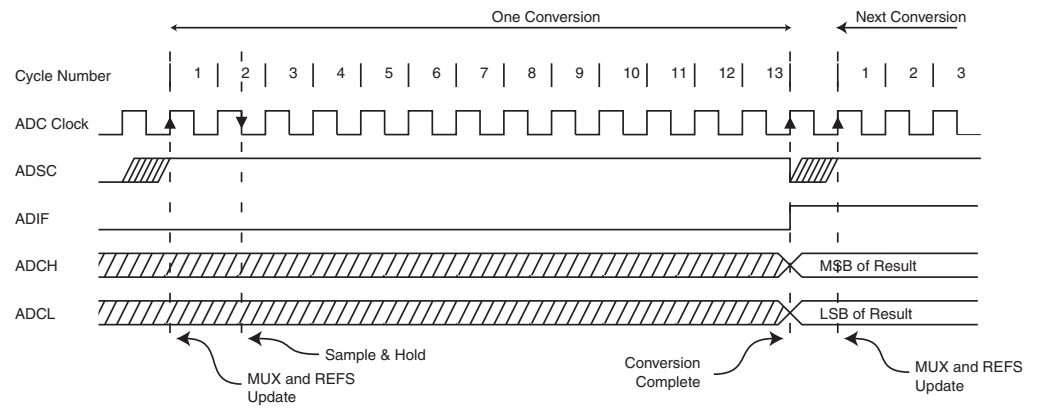 One Conversion
Next Conversion
Cycle Number
1 2 3 4 5 6 7 8 9 10 11 12 13 1 2 3
ADC Clock
ADSC
ADIF
ADCH
MSB of Result
ADCL
LSB of Result
Sample & Hold
MUX and REFS
Update
Conversion
Complete
MUX and REFS
Update